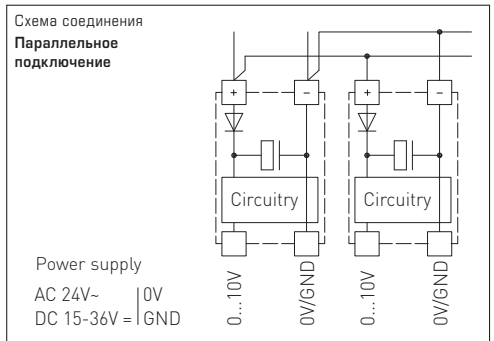 Схема соединения
Параллельное
подключение
+ − + −
Circuitry Circuitry
Power supply
AC 24V~ 0V
DC 15-36V = GND
0...10V 0V/GND 0...10V 0V/GND